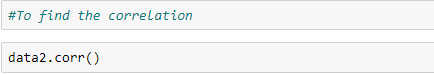 #To find the correlation
data2.corr()